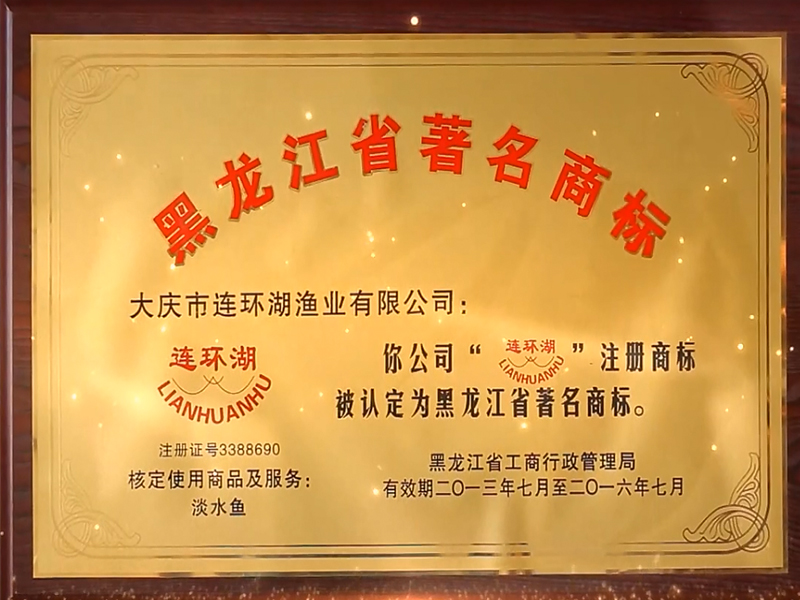 黑龙江省著名商标
大庆市连环湖渔业有限公司：
连环湖
LIANHUANHU
你公司“连环湖 LIANHUANHU”注册商标
被认定为黑龙江省著名商标。
注册证号3388690
核定使用商品及服务：
淡水鱼
黑龙江省工商行政管理局
有效期二〇一三年七月至二〇一六年七月